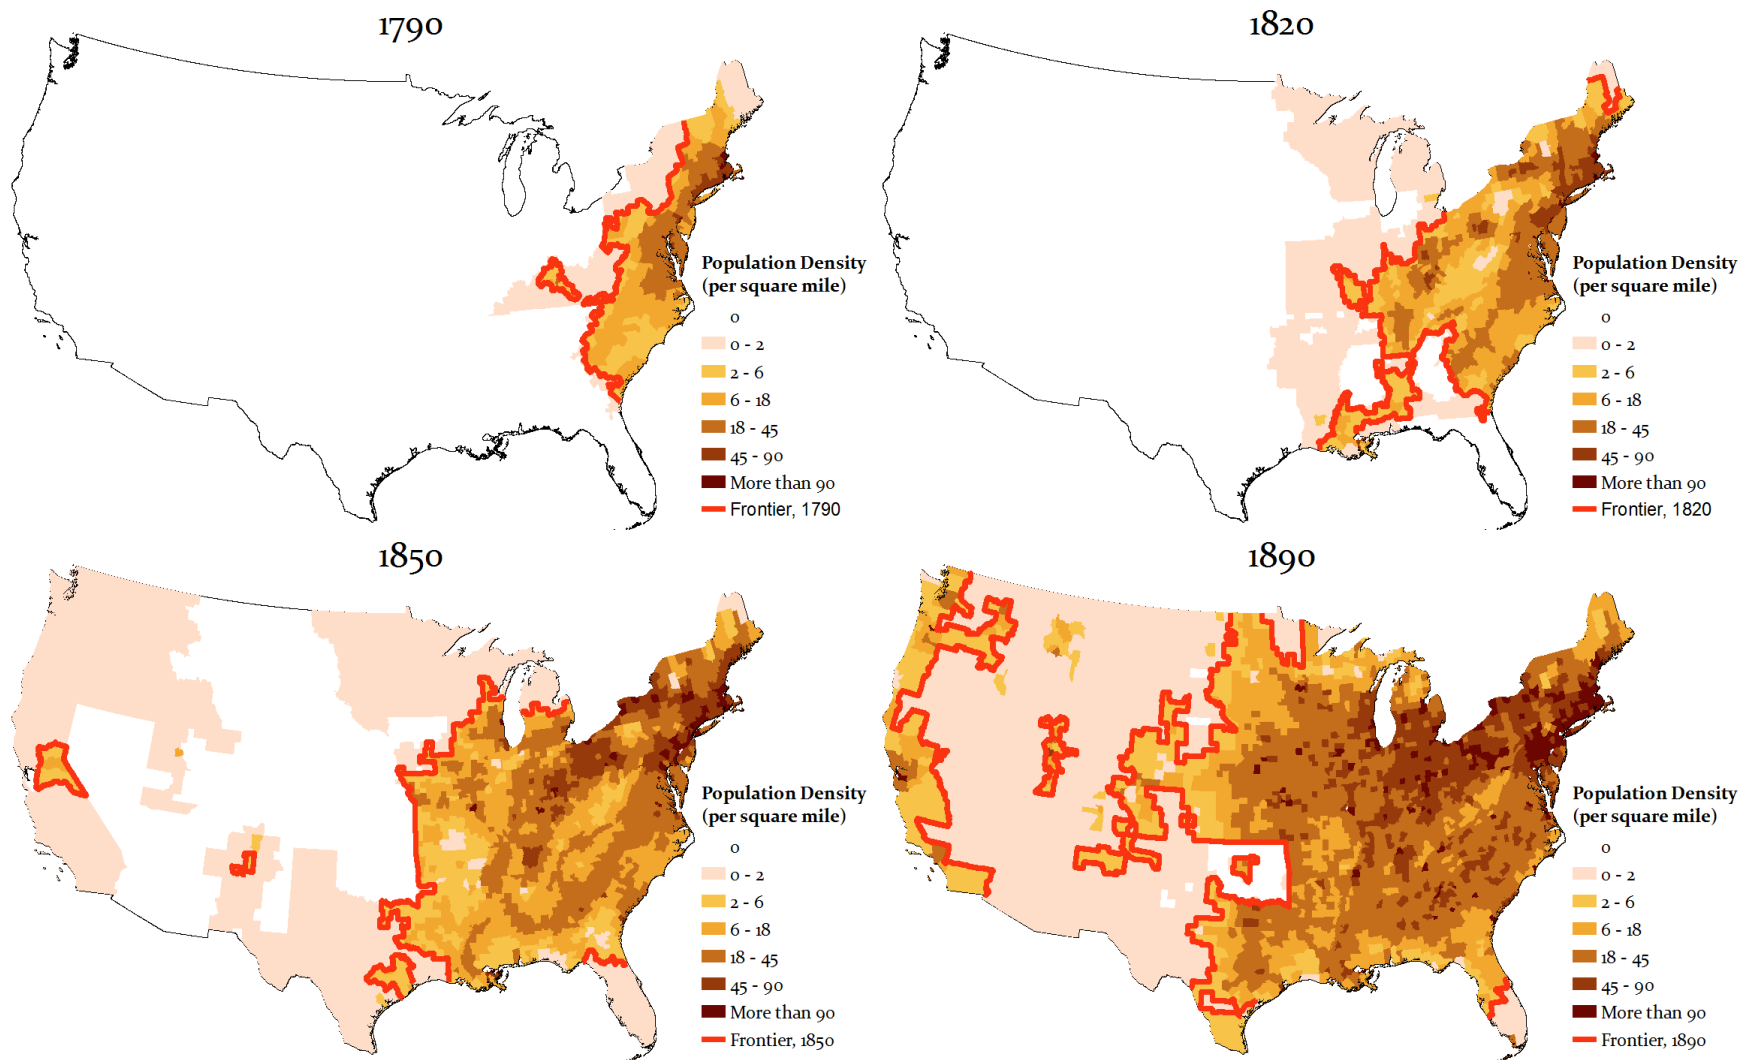 1790
Population Density
(per square mile)
0
0 - 2
2 - 6
6 - 18
18 - 45
45 - 90
More than 90
Frontier, 1790
1820
Population Density
(per square mile)
0
0 - 2
2 - 6
6 - 18
18 - 45
45 - 90
More than 90
Frontier, 1820
1850
Population Density
(per square mile)
0
0 - 2
2 - 6
6 - 18
18 - 45
45 - 90
More than 90
Frontier, 1850
1890
Population Density
(per square mile)
0
0 - 2
2 - 6
6 - 18
18 - 45
45 - 90
More than 90
Frontier, 1890